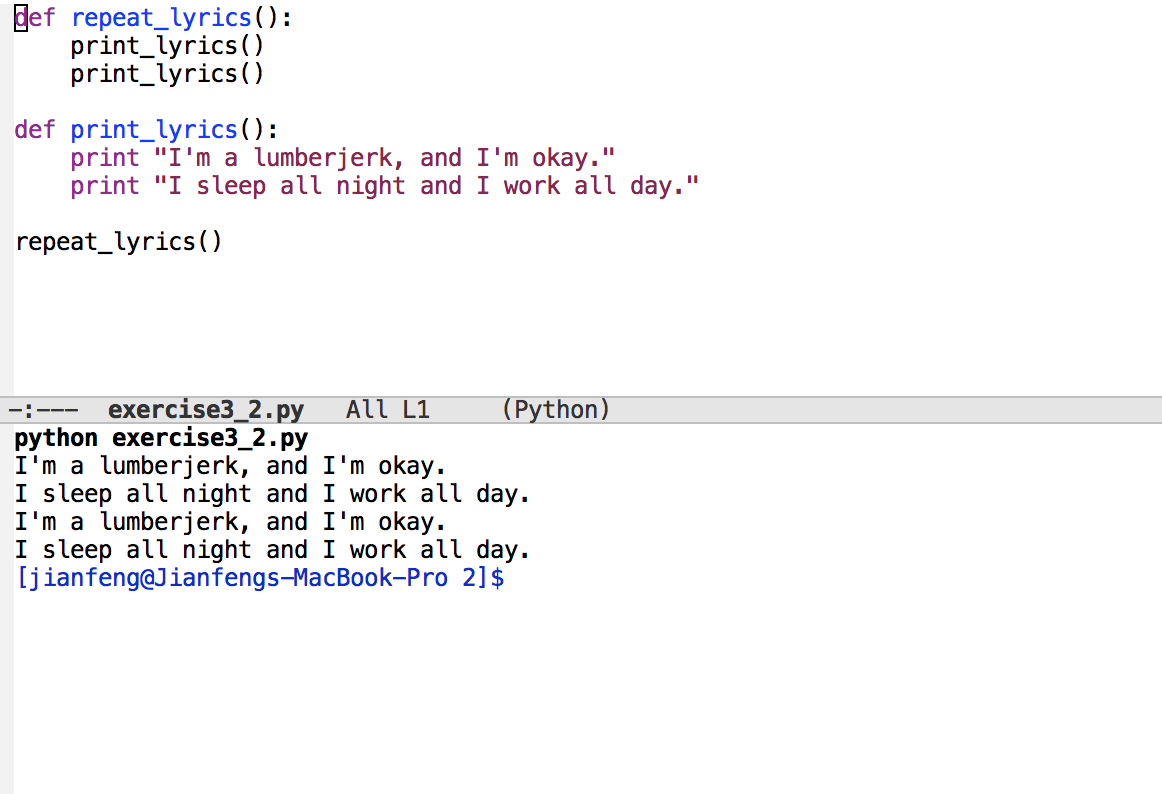 def repeat_lyrics():
    print_lyrics()
    print_lyrics()

def print_lyrics():
    print "I'm a lumberjerk, and I'm okay."
    print "I sleep all night and I work all day."

repeat_lyrics()

-:---  exercise3_2.py   All L1     (Python)
python exercise3_2.py
I'm a lumberjerk, and I'm okay.
I sleep all night and I work all day.
I'm a lumberjerk, and I'm okay.
I sleep all night and I work all day.
[jianfeng@Jianfengs-MacBook-Pro 2]$